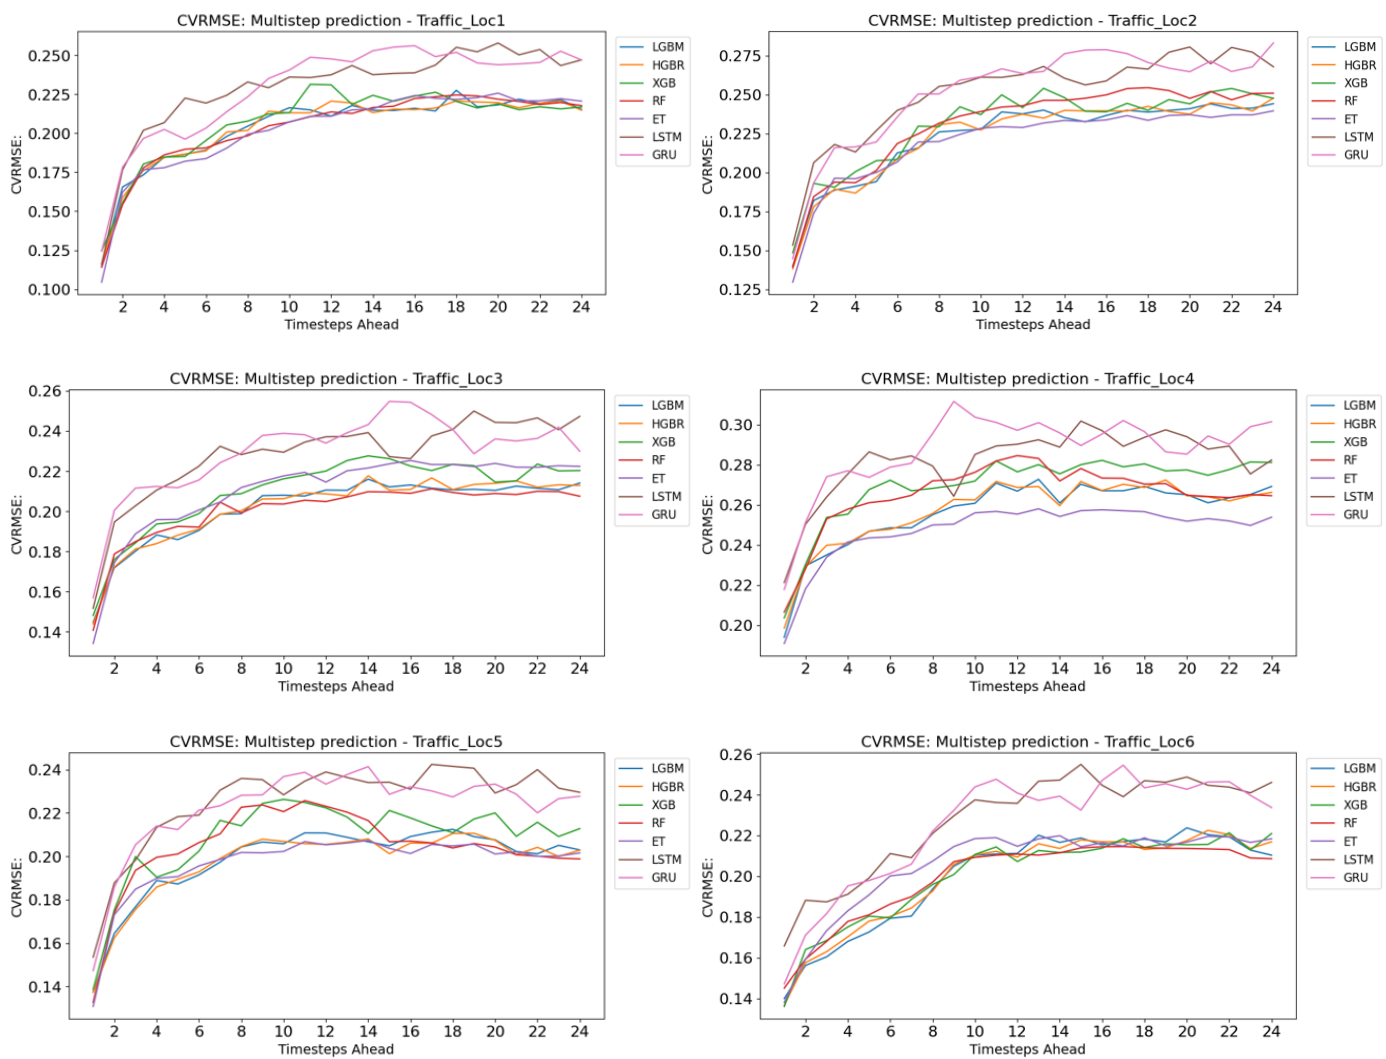 CVRMSE: Multistep prediction - Traffic_Loc1
0.250
0.225
0.200
0.175
0.150
0.125
0.100
CVRMSE:
2 4 6 8 10 12 14 16 18 20 22 24
Timesteps Ahead
LGBM
HGBR
XGB
RF
ET
LSTM
GRU
CVRMSE: Multistep prediction - Traffic_Loc2
0.275
0.250
0.225
0.200
0.175
0.150
0.125
CVRMSE:
2 4 6 8 10 12 14 16 18 20 22 24
Timesteps Ahead
LGBM
HGBR
XGB
RF
ET
LSTM
GRU
CVRMSE: Multistep prediction - Traffic_Loc3
0.26
0.24
0.22
0.20
0.18
0.16
0.14
CVRMSE:
2 4 6 8 10 12 14 16 18 20 22 24
Timesteps Ahead
LGBM
HGBR
XGB
RF
ET
LSTM
GRU
CVRMSE: Multistep prediction - Traffic_Loc4
0.30
0.28
0.26
0.24
0.22
0.20
CVRMSE:
2 4 6 8 10 12 14 16 18 20 22 24
Timesteps Ahead
LGBM
HGBR
XGB
RF
ET
LSTM
GRU
CVRMSE: Multistep prediction - Traffic_Loc5
0.24
0.22
0.20
0.18
0.16
0.14
CVRMSE:
2 4 6 8 10 12 14 16 18 20 22 24
Timesteps Ahead
LGBM
HGBR
XGB
RF
ET
LSTM
GRU
CVRMSE: Multistep prediction - Traffic_Loc6
0.26
0.24
0.22
0.20
0.18
0.16
0.14
CVRMSE:
2 4 6 8 10 12 14 16 18 20 22 24
Timesteps Ahead
LGBM
HGBR
XGB
RF
ET
LSTM
GRU